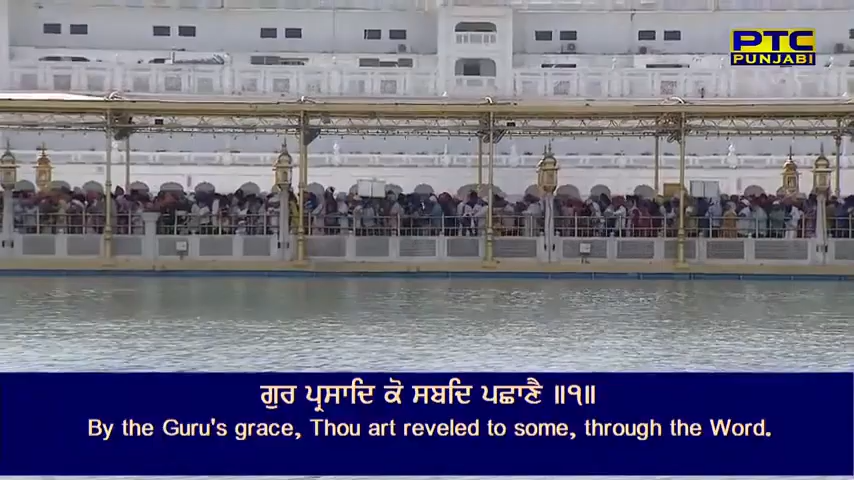 PTC
PUNJABI
ਗੁਰ ਪ੍ਰਸਾਦਿ ਕੋ ਸਬਦਿ ਪਛਾਣੈ ॥੧॥
By the Guru's grace, Thou art reveled to some, through the Word.